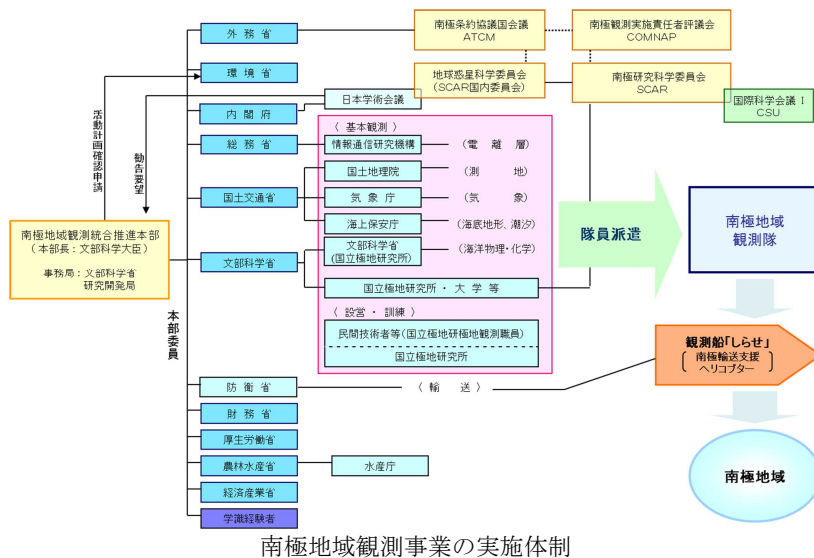 外務省
南極条約協議国会議
ATCM
南極観測実施責任者評議会
COMNAP
環境省
地球惑星科学委員会
(SCAR国内委員会)
南極研究科学委員会
SCAR
国際科学会議 I
CSU
内閣府
日本学術会議
活動計画確認申請
勧告要望
〈 基本観測 〉
総務省
情報通信研究機構
(電離層)
国土地理院
(測地)
国土交通省
気象庁
(気象)
海上保安庁
(海底地形、潮汐)
南極地域観測統合推進本部
(本部長:文部科学大臣)
事務局:文部科学省
研究開発局
文部科学省
文部科学省
(国立極地研究所)
(海洋物理・化学)
国立極地研究所・大学等
隊員派遣
南極地域
観測隊
〈 設営・訓練 〉
民間技術者等(国立極地研極地観測職員)
国立極地研究所
本部委員
観測船「しらせ」
南極輸送支援
ヘリコプター
防衛省
〈 輸送 〉
財務省
厚生労働省
農林水産省
水産庁
経済産業省
学識経験者
南極地域
南極地域観測事業の実施体制